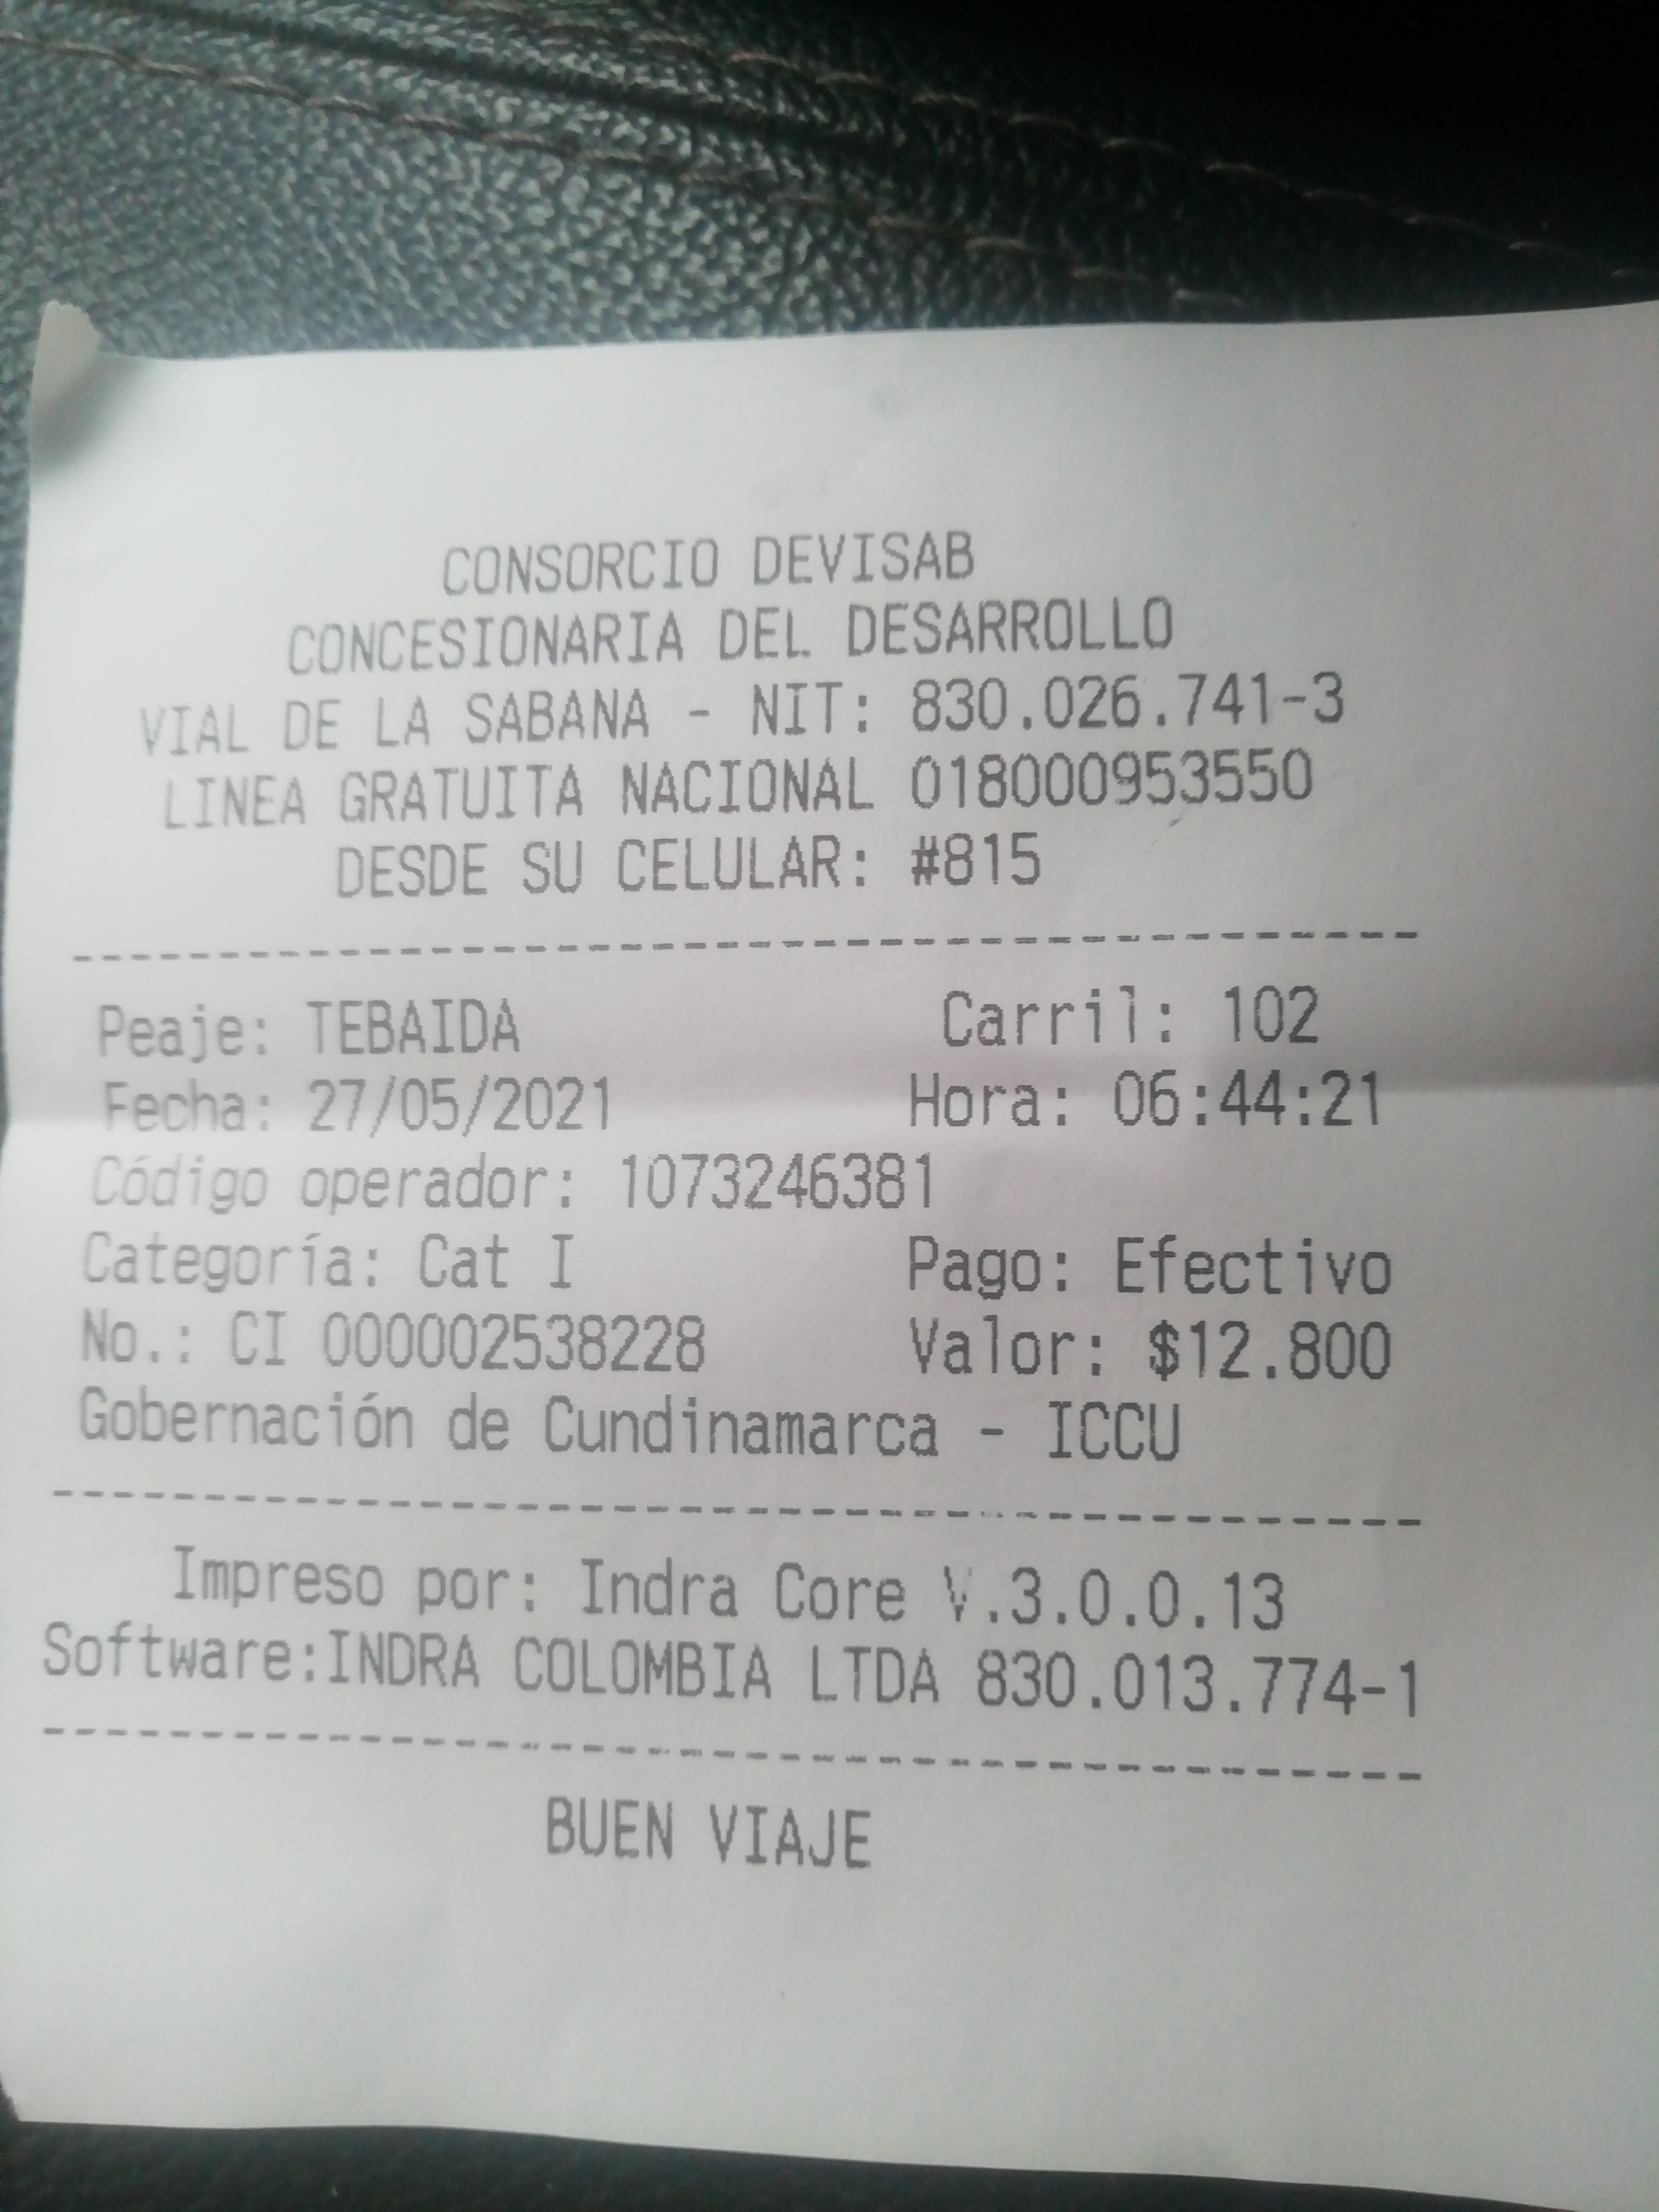 CONSORCIO DEVISAB
CONCESIONARIA DEL DESARROLLO
VIAL DE LA SABANA - NIT: 830.026.741-3
LINEA GRATUITA NACIONAL 018000953550
DESDE SU CELULAR: #815
----------------------------------------
Peaje: TEBAIDA Carril: 102
Fecha: 27/05/2021 Hora: 06:44:21
Código operador: 1073246381
Categoría: Cat I Pago: Efectivo
No.: CI 000002538228 Valor: $12.800
Gobernación de Cundinamarca - ICCU
----------------------------------------
Impreso por: Indra Core V.3.0.0.13
Software:INDRA COLOMBIA LTDA 830.013.774-1
----------------------------------------
BUEN VIAJE